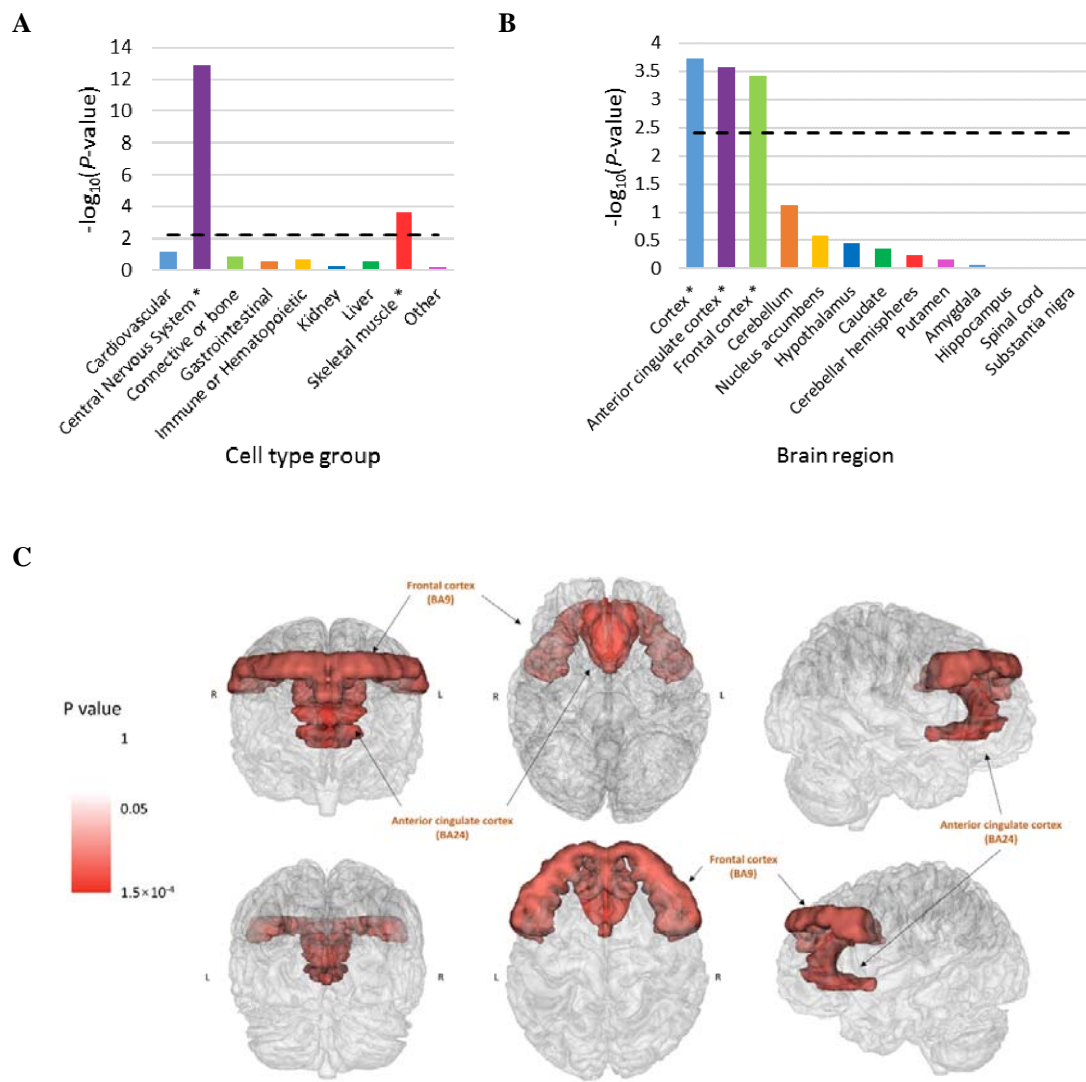 A
14
12
10
8
6
4
2
0
-log10(P-value)
Cardiovascular
Central Nervous System *
Connective or bone
Gastrointestinal
Immune or Hematopoietic
Kidney
Liver
Skeletal muscle *
Other
Cell type group
B
4
3.5
3
2.5
2
1.5
1
0.5
0
-log10(P-value)
Cortex *
Anterior cingulate cortex *
Frontal cortex *
Cerebellum
Nucleus accumbens
Hypothalamus
Caudate
Cerebellar hemispheres
Putamen
Amygdala
Hippocampus
Spinal cord
Substantia nigra
Brain region
C
Frontal cortex
(BA9)
R
L
R
L
P value
1
0.05
1.5×10⁻⁴
Anterior cingulate cortex
(BA24)
Anterior cingulate cortex
(BA24)
Frontal cortex
(BA9)
L
R
L
R